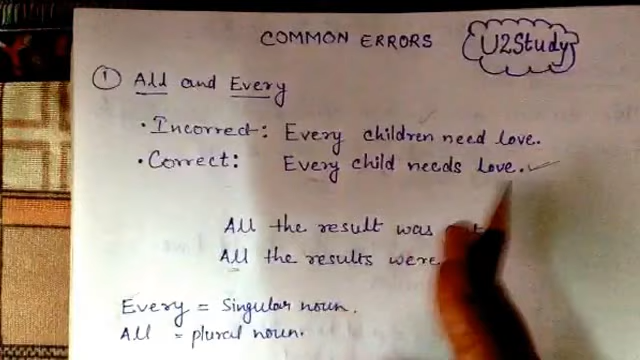 COMMON ERRORS
U2Study
① All and Every
• Incorrect: Every children need love.
• Correct: Every child needs love. ✓
All the result was
All the results were
Every = Singular noun.
All = plural noun.